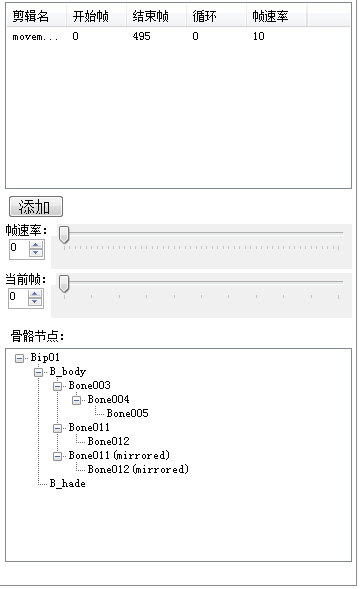 剪辑名 开始帧 结束帧 循环 帧速率
movem... 0 495 0 10
添加
帧速率：
0
当前帧：
0
骨骼节点：
Bip01
B_body
Bone003
Bone004
Bone005
Bone011
Bone012
Bone011(mirrored)
Bone012(mirrored)
B_hade